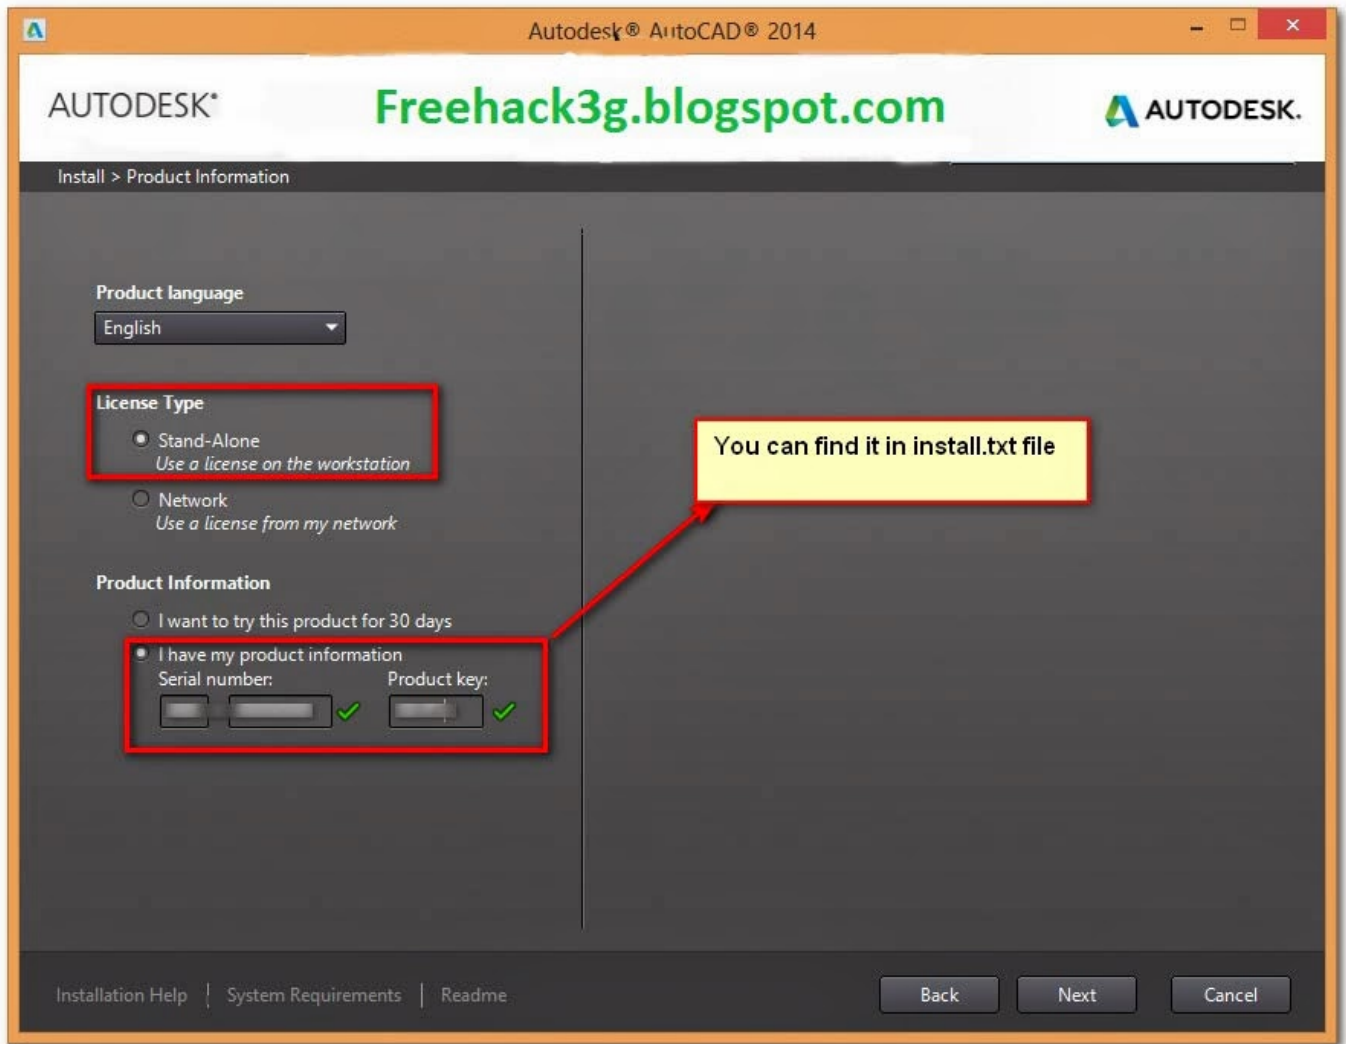 Autodesk® AutoCAD® 2014
AUTODESK®
Freehack3g.blogspot.com
AUTODESK.
Install > Product Information
Product language
English
License Type
Stand-Alone
Use a license on the workstation
Network
Use a license from my network
You can find it in install.txt file
Product Information
I want to try this product for 30 days
I have my product information
Serial number:
Product key:
Installation Help | System Requirements | Readme
Back
Next
Cancel